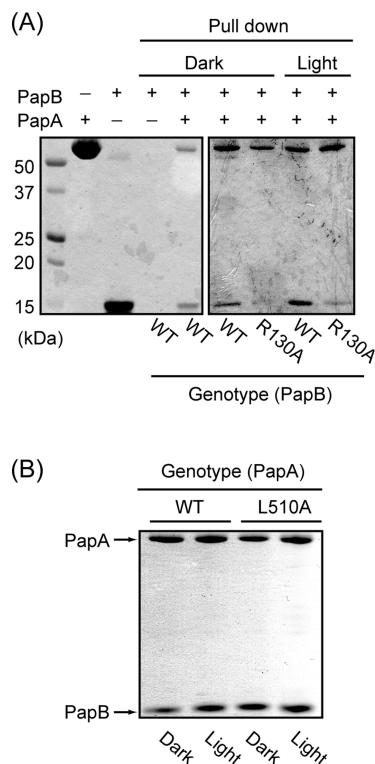 (A)
Pull down
Dark Light
PapB – + + + + + + +
PapA + – – + + + + +
50
37
25
20
15
(kDa)
WT WT WT R130A WT R130A
Genotype (PapB)
(B)
Genotype (PapA)
WT L510A
PapA
PapB
Dark Light Dark Light